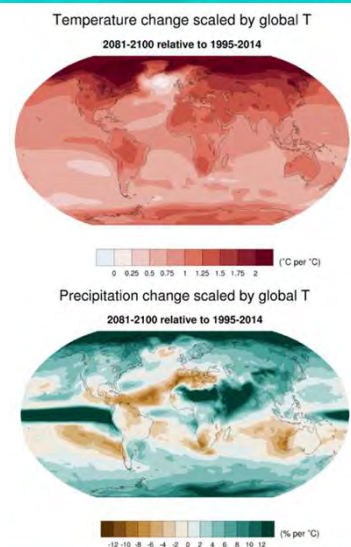 Temperature change scaled by global T
2081-2100 relative to 1995-2014
0 0.25 0.5 0.75 1 1.25 1.5 1.75 2 (°C per °C)
Precipitation change scaled by global T
2081-2100 relative to 1995-2014
-12 -10 -8 -6 -4 -2 0 2 4 6 8 10 12 (% per °C)